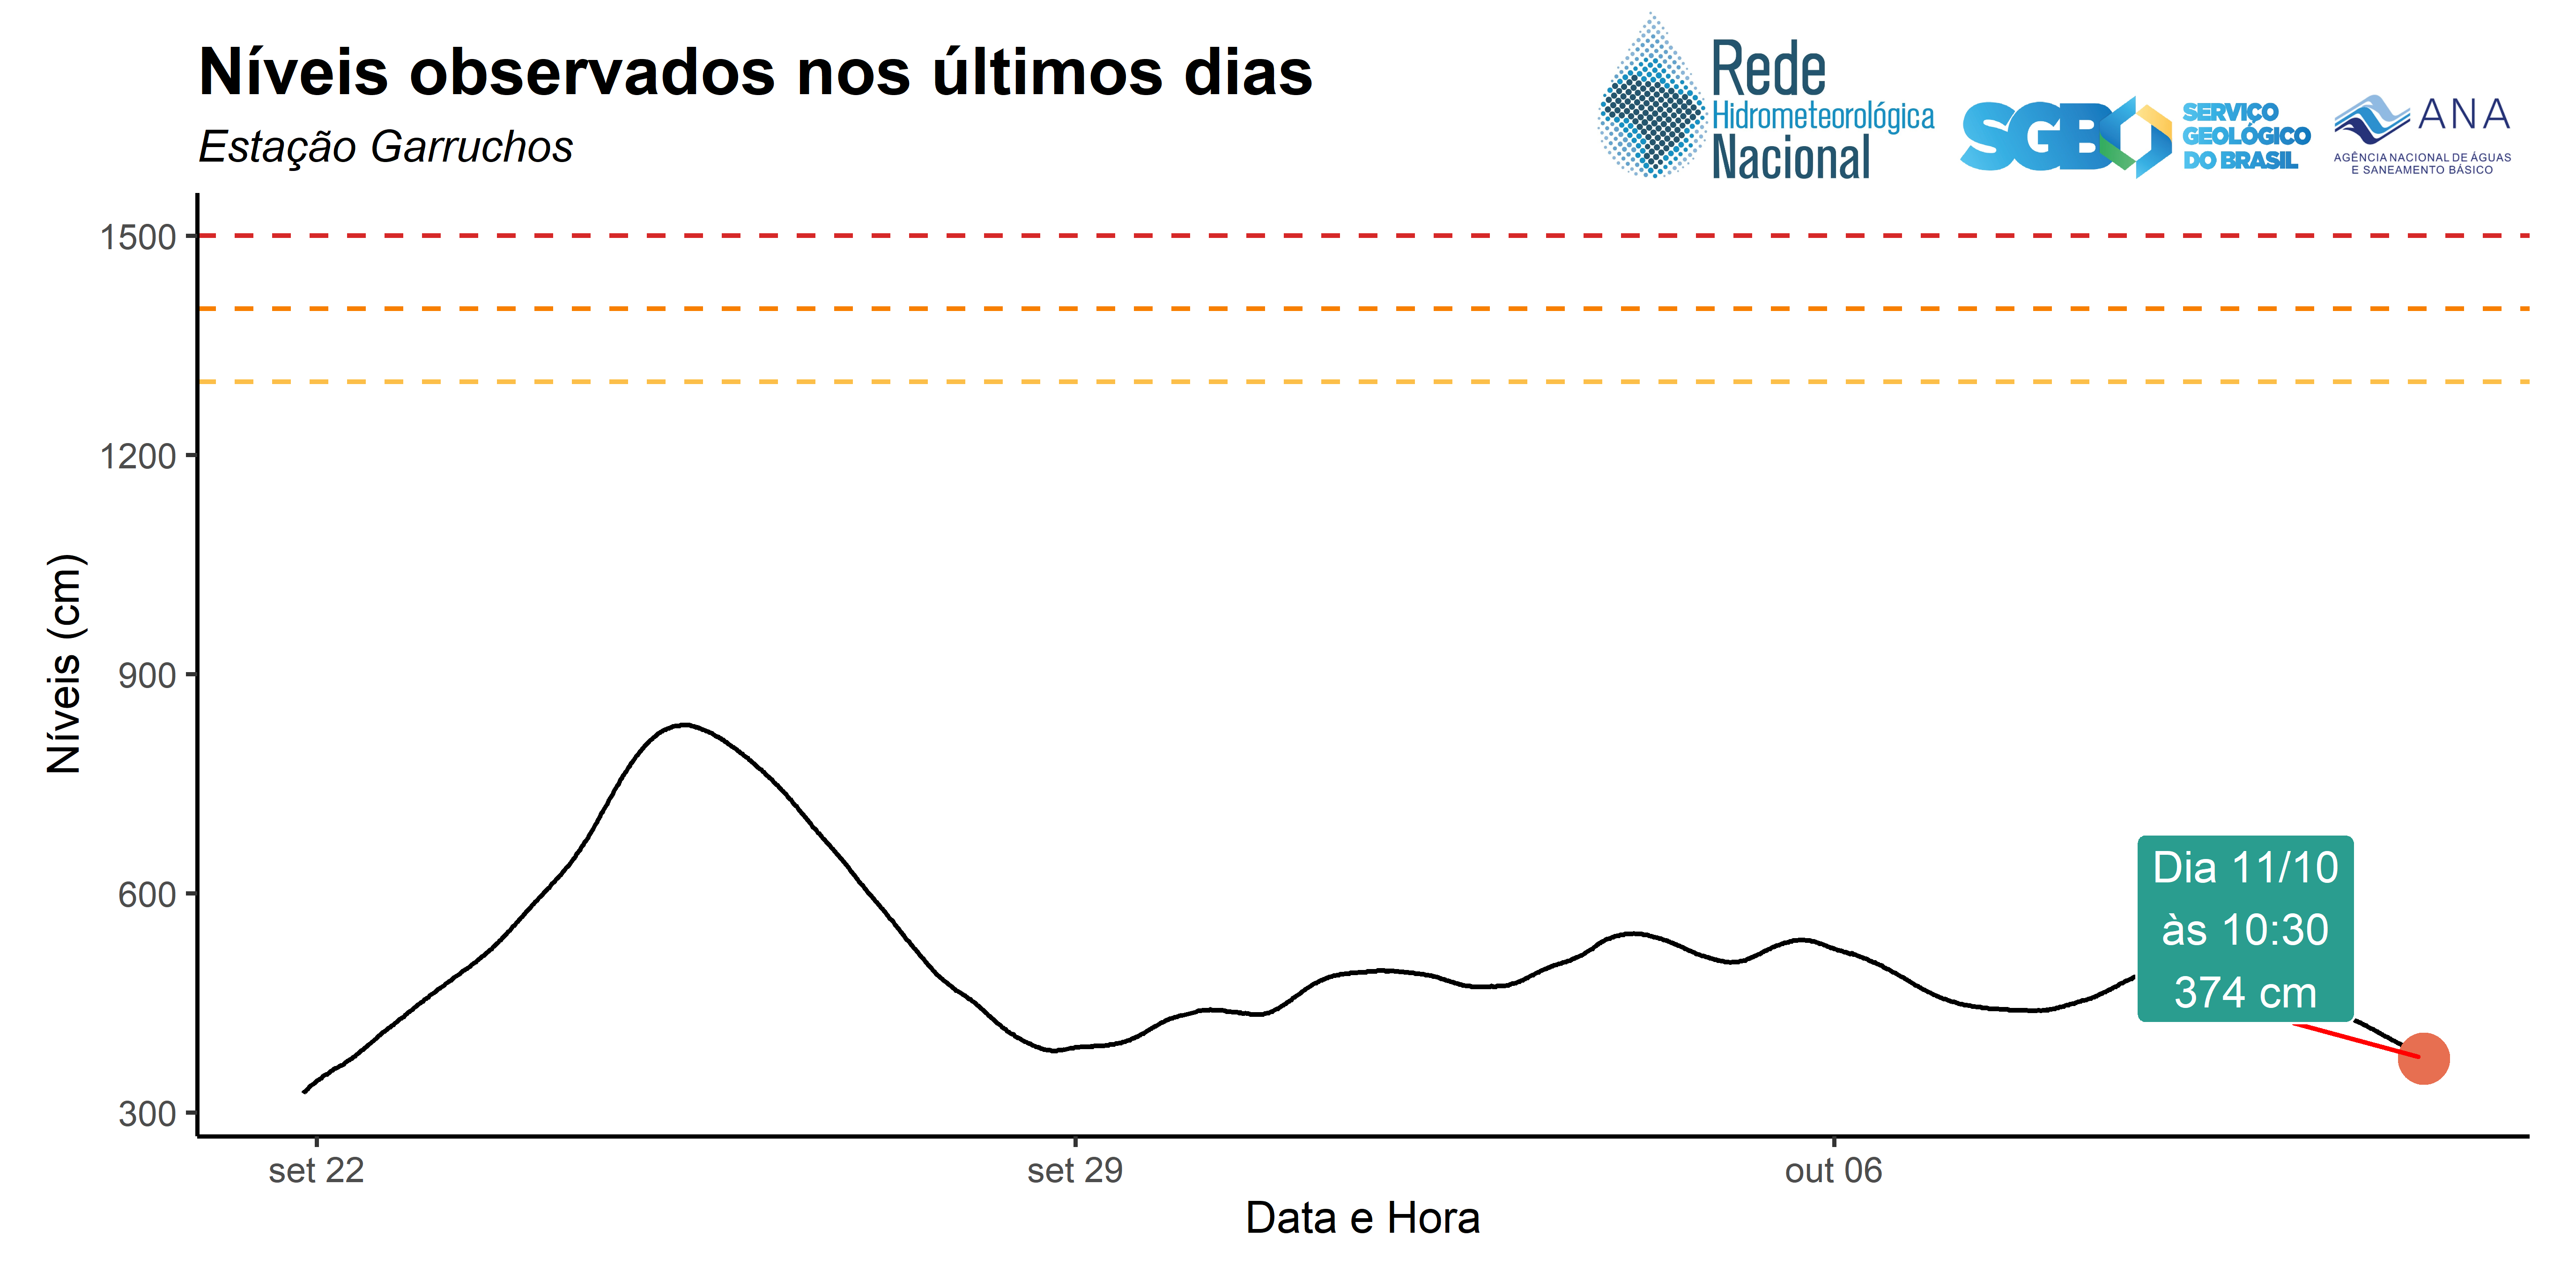 Níveis observados nos últimos dias
Estação Garruchos
Rede
Hidrometeorológica
Nacional
SGB
SERVIÇO
GEOLÓGICO
DO BRASIL
ANA
AGÊNCIA NACIONAL DE ÁGUAS
E SANEAMENTO BÁSICO
1500
1200
900
600
300
Níveis (cm)
Dia 11/10
às 10:30
374 cm
set 22
set 29
out 06
Data e Hora